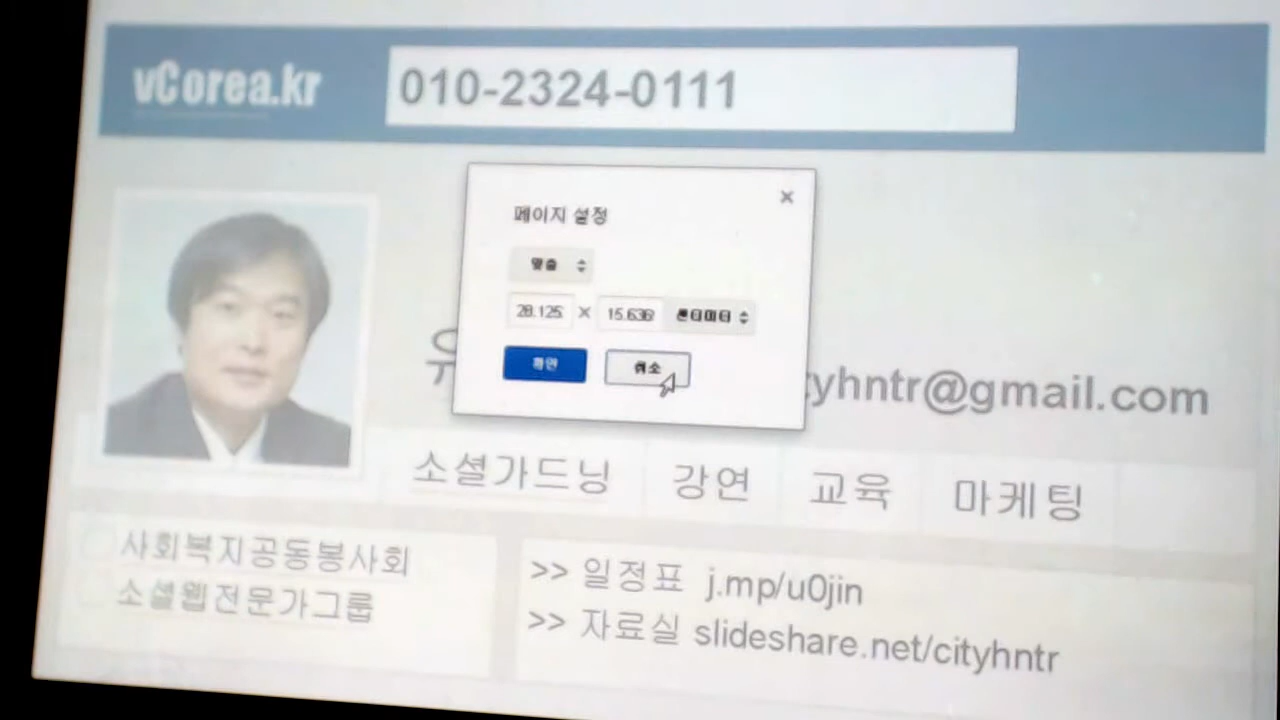 vCorea.kr
010-2324-0111
페이지 설정
×
맞춤
28.125 × 15.638 센티미터
확인 취소
유
cityhntr@gmail.com
소셜가드닝 강연 교육 마케팅
사회복지공동봉사회
소셜웹전문가그룹
>> 일정표 j.mp/u0jin
>> 자료실 slideshare.net/cityhntr